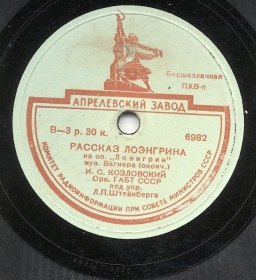 Бесшеллачная
ПХВ-п
АПРЕЛЕВСКИЙ ЗАВОД
В-3 р. 30 к.
6982
РАССКАЗ ЛОЭНГРИНА
из оп. „Лоэнгрин"
муз. Вагнера (оконч.)
И. С. КОЗЛОВСКИЙ
Орк. ГАБТ СССР
под упр.
Л.П.Штейнберга
КОМИТЕТ РАДИОИНФОРМАЦИИ ПРИ СОВЕТЕ МИНИСТРОВ СССР